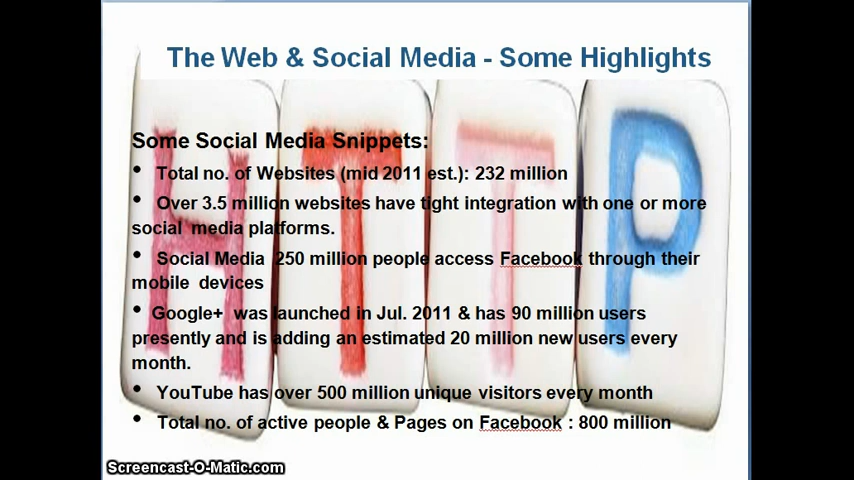 The Web & Social Media - Some Highlights
Some Social Media Snippets:
• Total no. of Websites (mid 2011 est.): 232 million
• Over 3.5 million websites have tight integration with one or more
social media platforms.
• Social Media 250 million people access Facebook through their
mobile devices
• Google+ was launched in Jul. 2011 & has 90 million users
presently and is adding an estimated 20 million new users every
month.
• YouTube has over 500 million unique visitors every month
• Total no. of active people & Pages on Facebook : 800 million
H T T P
Screencast-O-Matic.com